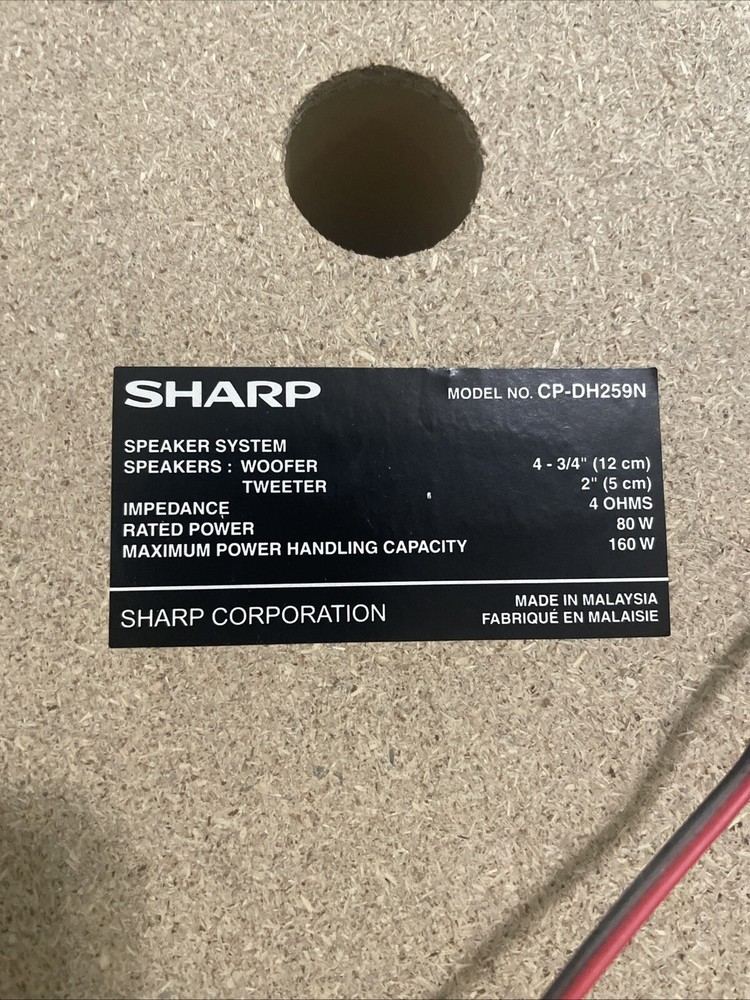 SHARP MODEL NO. CP-DH259N
SPEAKER SYSTEM
SPEAKERS : WOOFER 4 - 3/4" (12 cm)
TWEETER 2" (5 cm)
IMPEDANCE 4 OHMS
RATED POWER 80 W
MAXIMUM POWER HANDLING CAPACITY 160 W
SHARP CORPORATION
MADE IN MALAYSIA
FABRIQUÉ EN MALAISIE